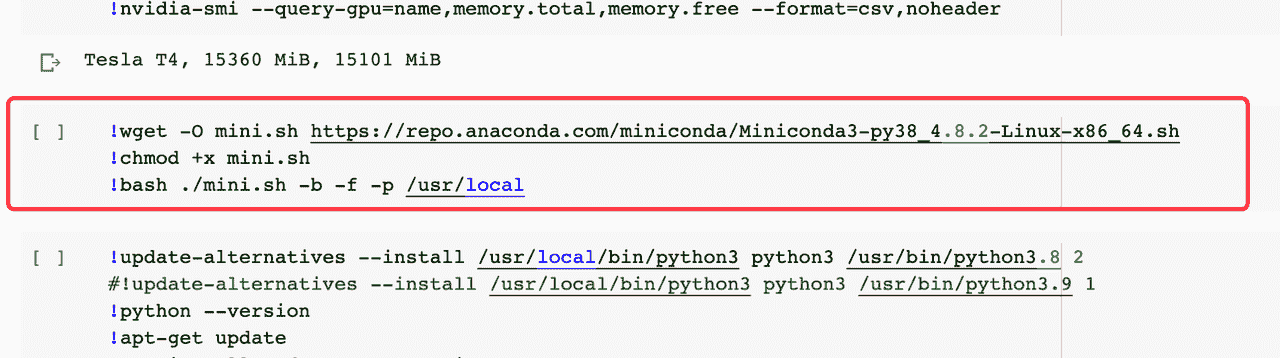 !nvidia-smi --query-gpu=name,memory.total,memory.free --format=csv,noheader
Tesla T4, 15360 MiB, 15101 MiB
[ ] !wget -O mini.sh https://repo.anaconda.com/miniconda/Miniconda3-py38_4.8.2-Linux-x86_64.sh
!chmod +x mini.sh
!bash ./mini.sh -b -f -p /usr/local
[ ] !update-alternatives --install /usr/local/bin/python3 python3 /usr/bin/python3.8 2
#!update-alternatives --install /usr/local/bin/python3 python3 /usr/bin/python3.9 1
!python --version
!apt-get update